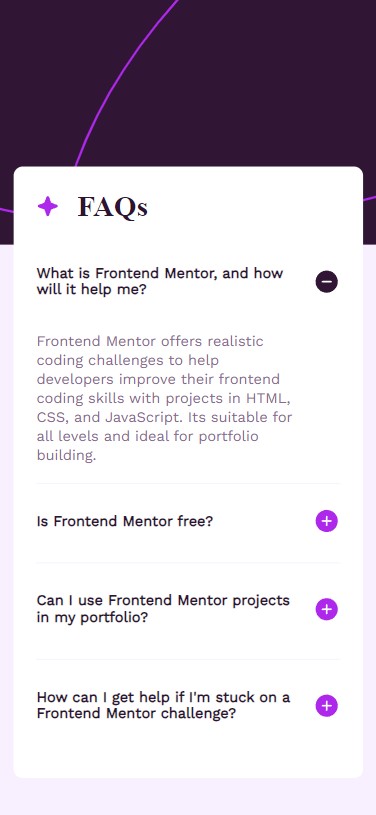 FAQs
What is Frontend Mentor, and how
will it help me?
Frontend Mentor offers realistic
coding challenges to help
developers improve their frontend
coding skills with projects in HTML,
CSS, and JavaScript. Its suitable for
all levels and ideal for portfolio
building.
Is Frontend Mentor free?
Can I use Frontend Mentor projects
in my portfolio?
How can I get help if I'm stuck on a
Frontend Mentor challenge?